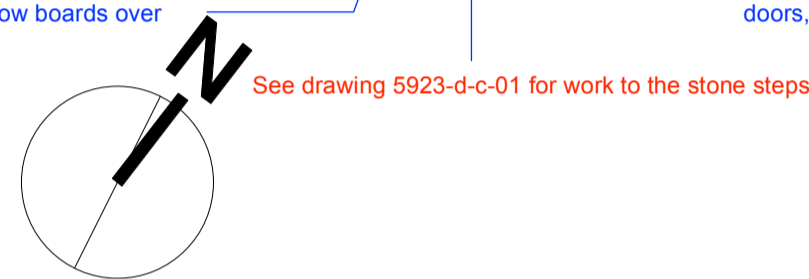 ow boards over
doors,
N
See drawing 5923-d-c-01 for work to the stone steps